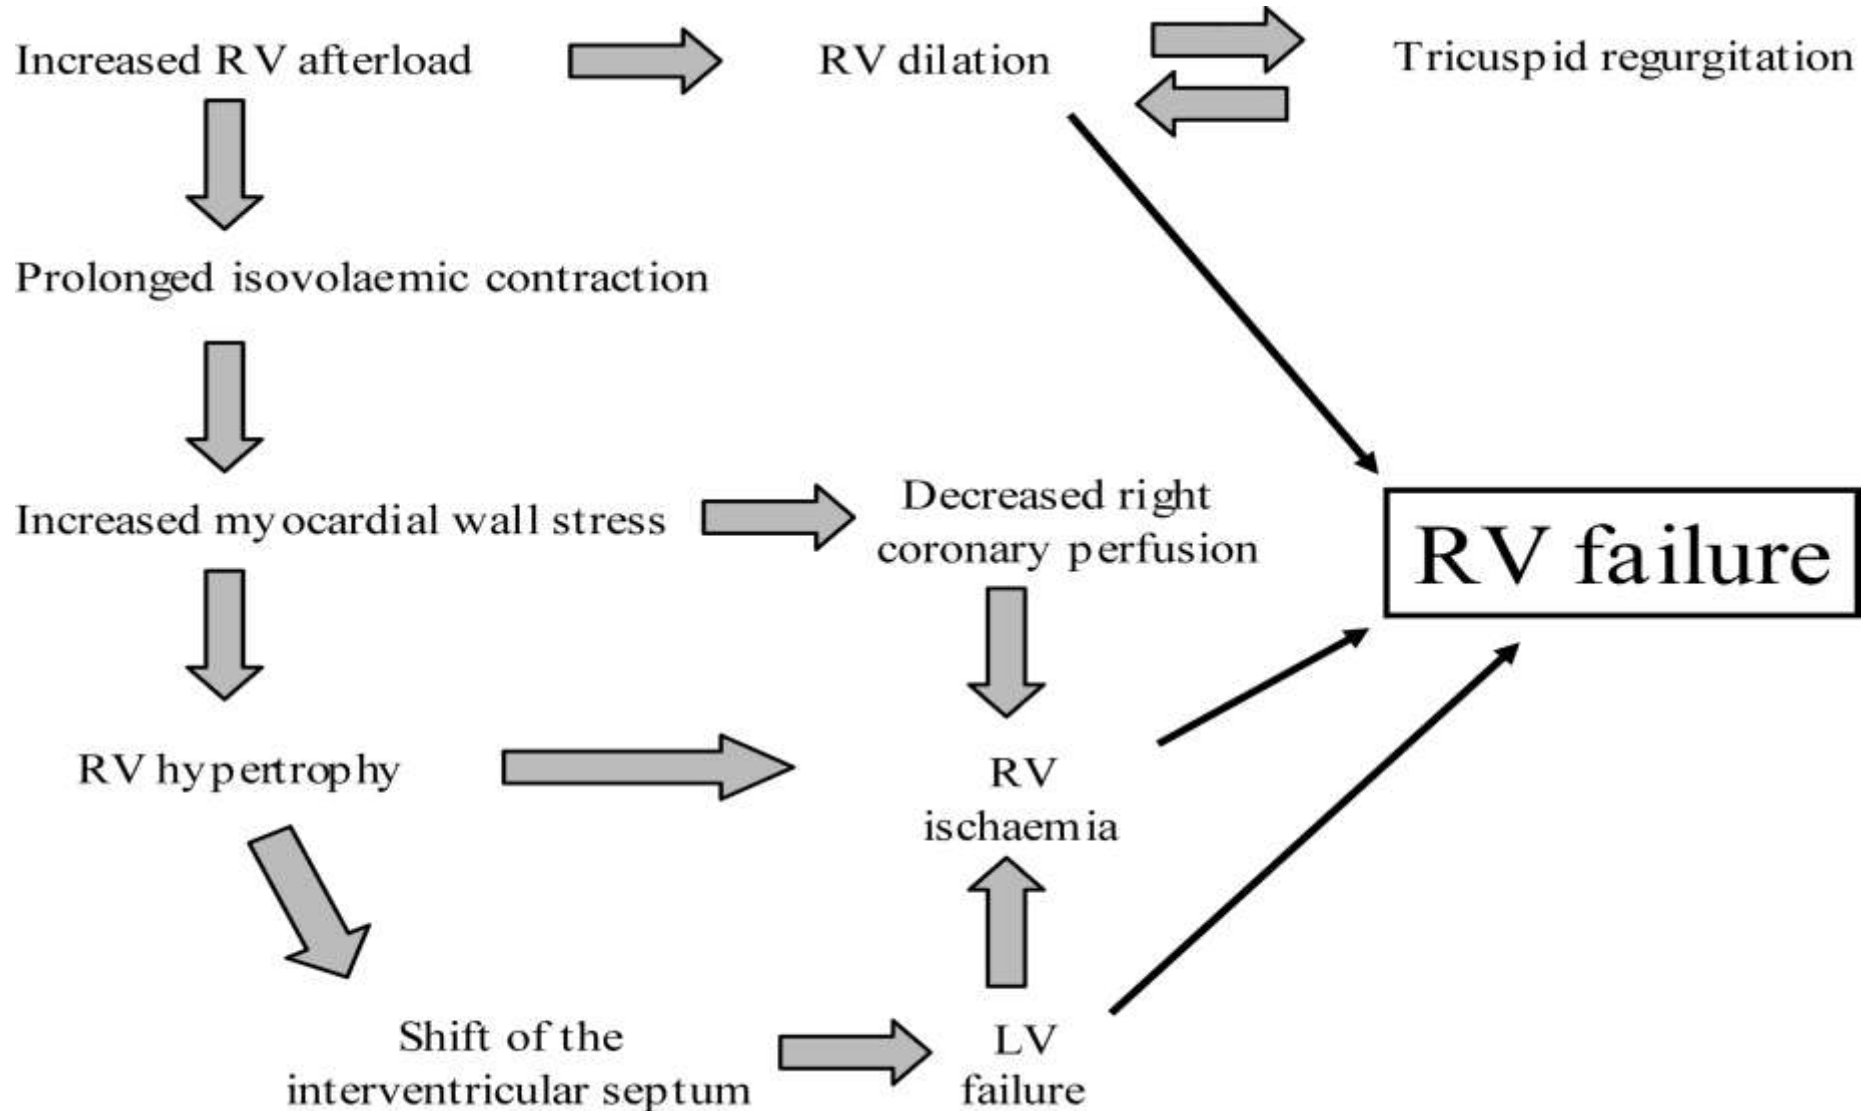 Increased RV afterload
RV dilation
Tricuspid regurgitation
Prolonged isovolaemic contraction
Increased myocardial wall stress
Decreased right
coronary perfusion
RV failure
RV hypertrophy
RV
ischaemia
Shift of the
interventricular septum
LV
failure